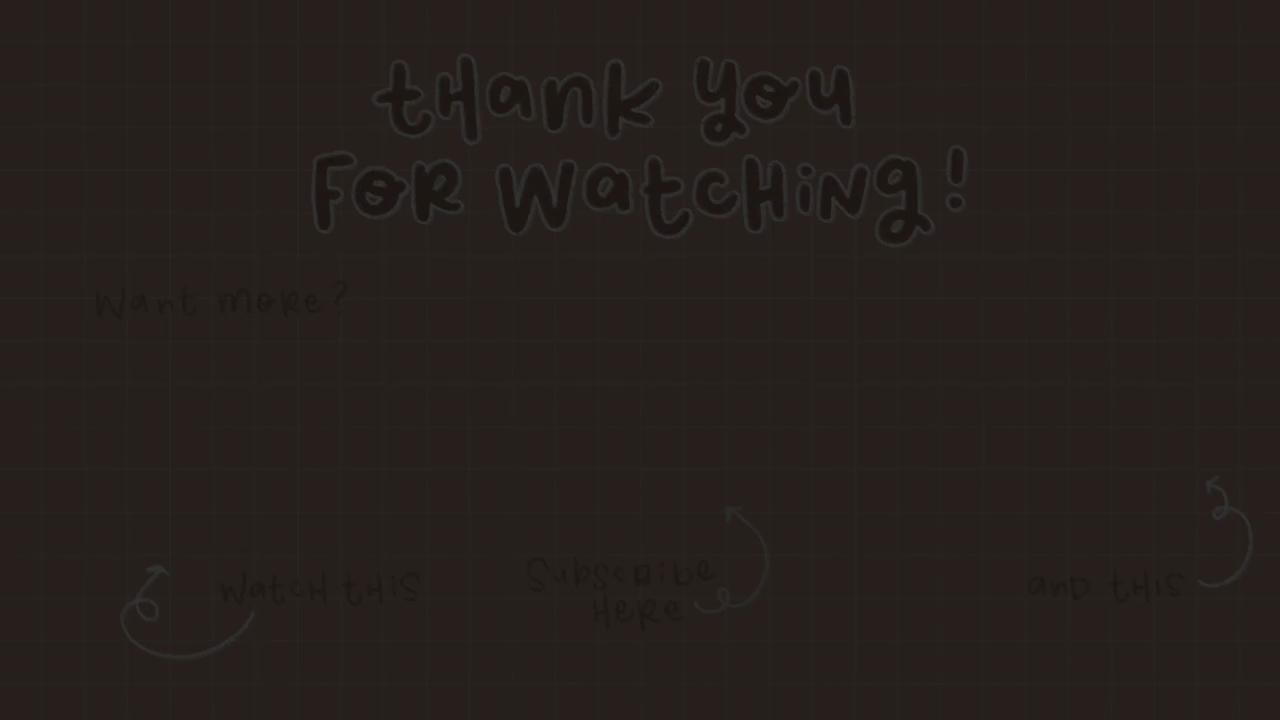 tHank you
FOR WatcHiNg!
Want moRe?
Watch tHiS
Subscribe
HeRe
anD tHiS